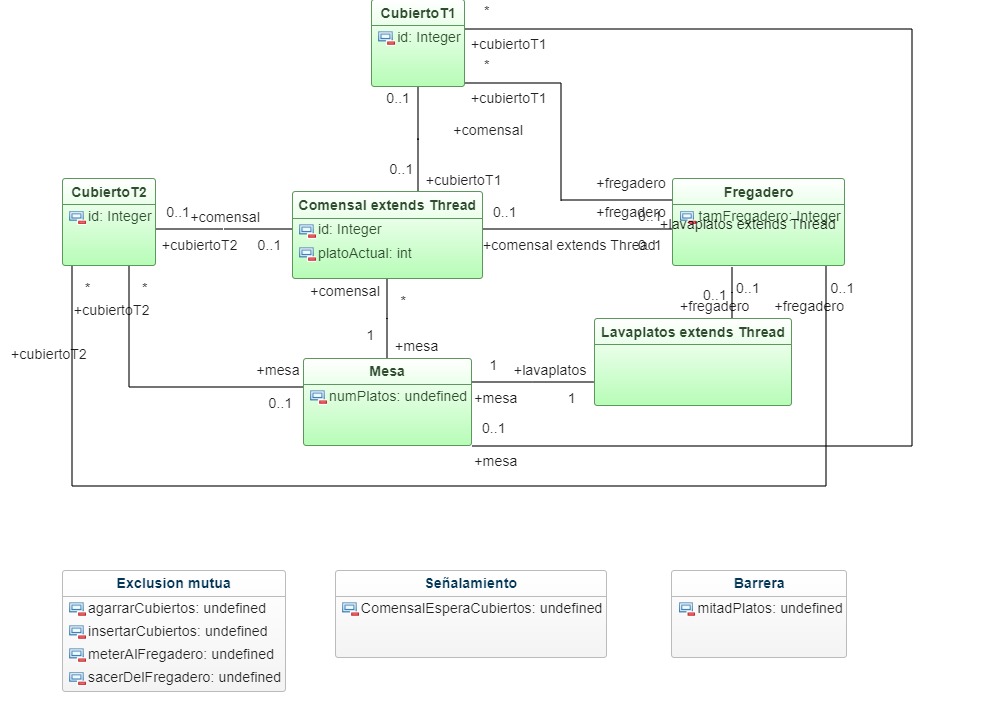 CubiertoT1
*
id: Integer
+cubiertoT1
*
0..1
+cubiertoT1
+comensal
0..1
+cubiertoT1
+fregadero
CubiertoT2
Fregadero
Comensal extends Thread
id: Integer
0..1
+comensal
0..1
+fregadero
0..1
tamFregadero: Integer
+lavaplatos extends Thread
id: Integer
+cubiertoT2
0..1
+comensal extends Thread
0..1
platoActual: int
*
*
+comensal
*
0..1
0..1
0..1
+cubiertoT2
+fregadero
+fregadero
1
+mesa
Lavaplatos extends Thread
+cubiertoT2
+mesa
Mesa
1
+lavaplatos
0..1
numPlatos: undefined
+mesa
1
0..1
+mesa
Exclusion mutua
agarrarCubiertos: undefined
insertarCubiertos: undefined
meterAlFregadero: undefined
sacerDelFregadero: undefined
Señalamiento
ComensalEsperaCubiertos: undefined
Barrera
mitadPlatos: undefined